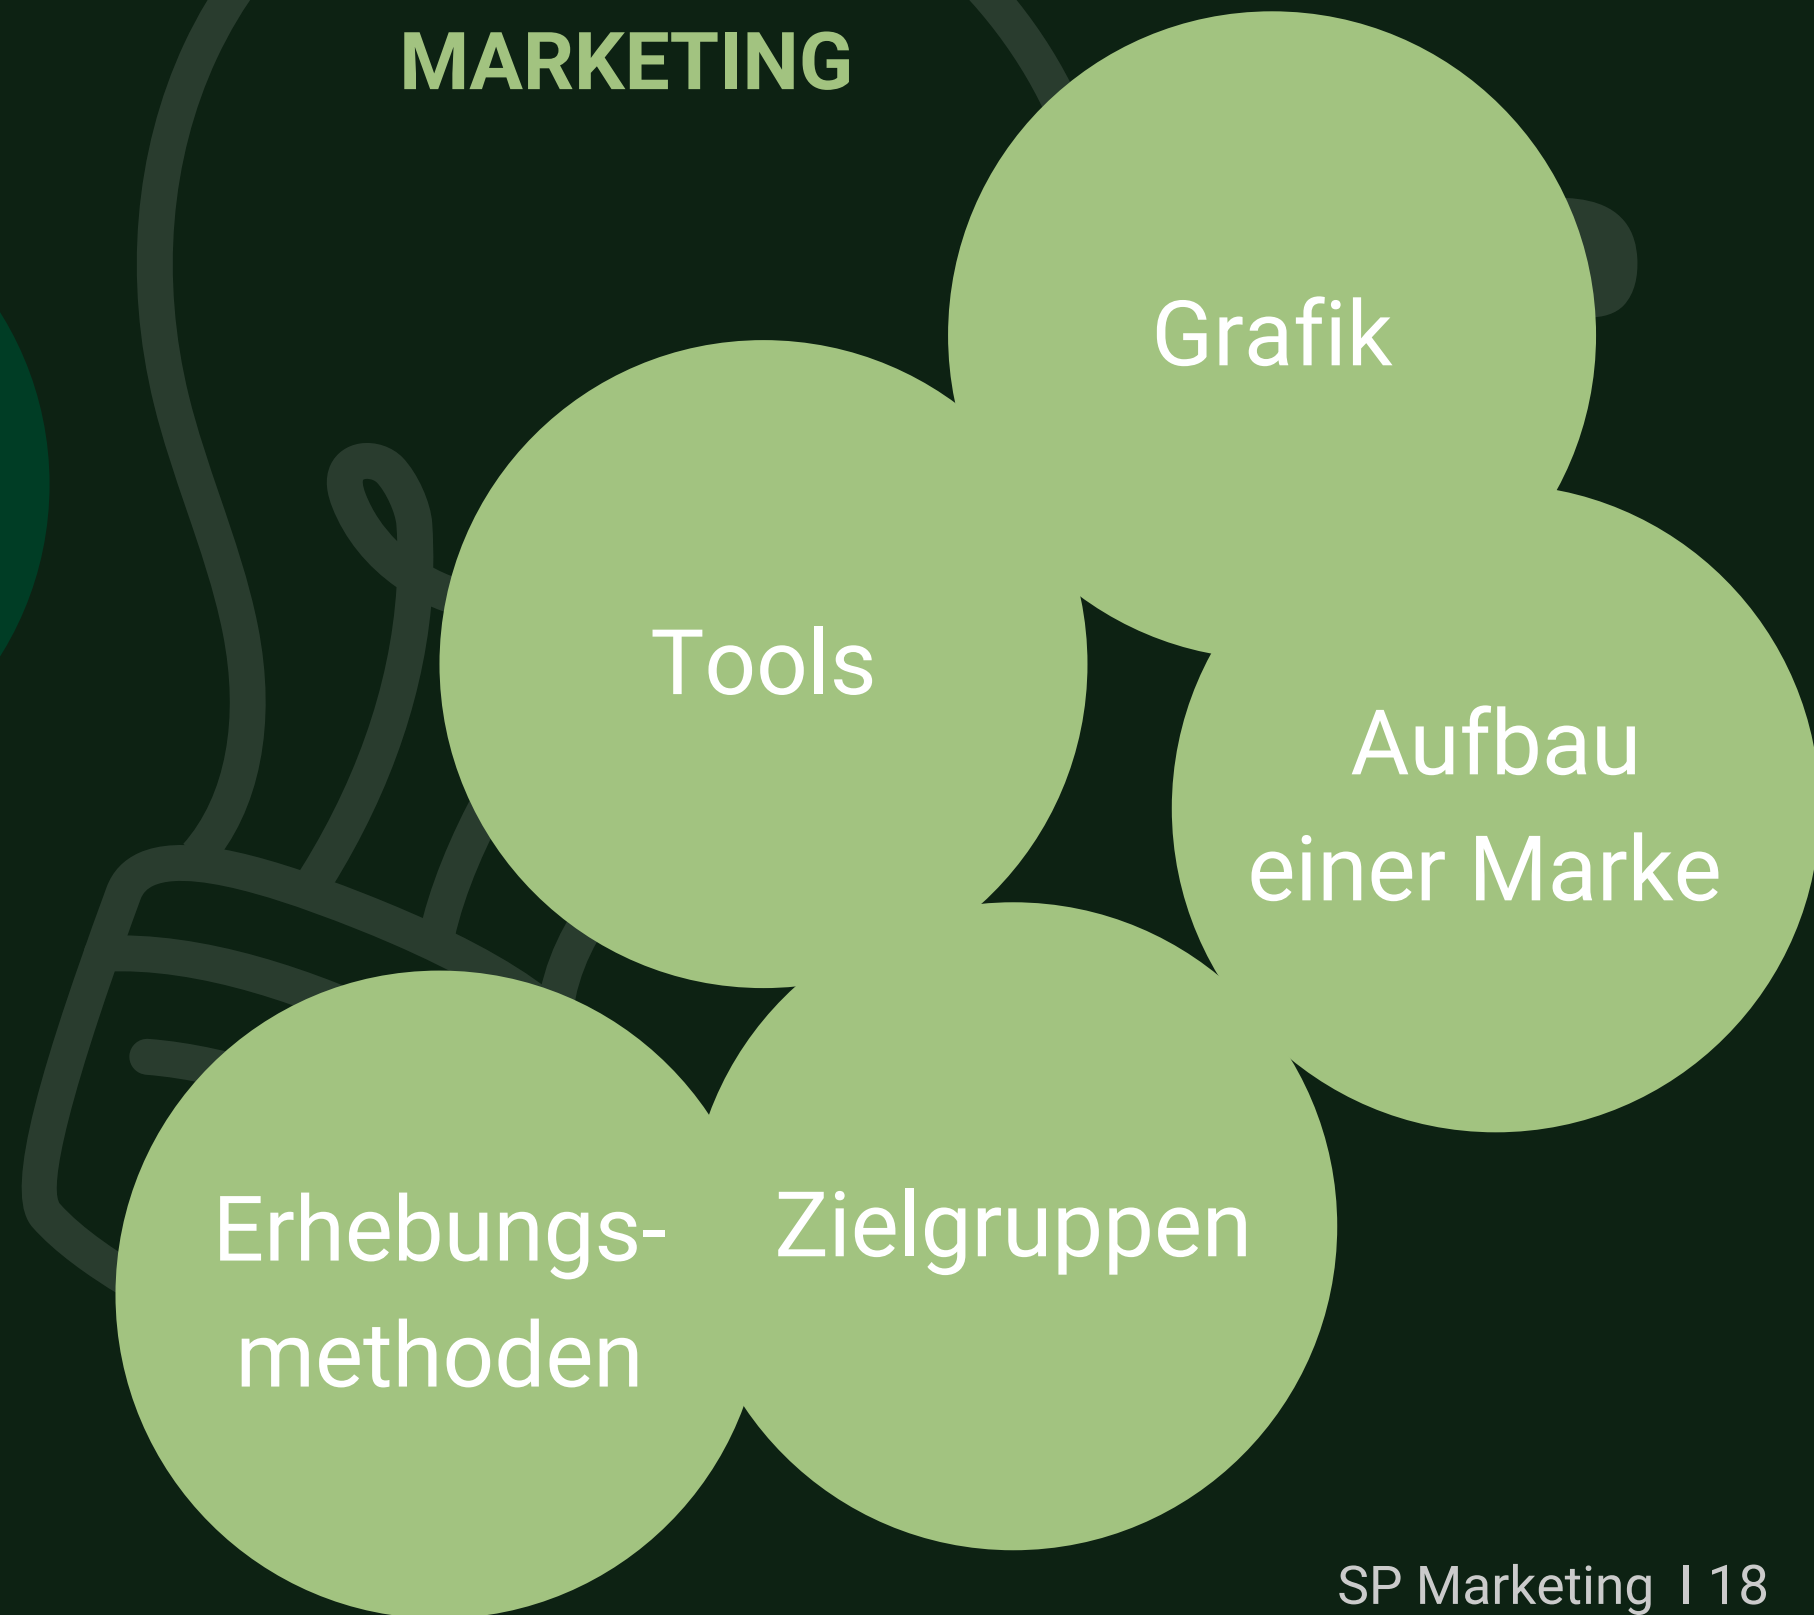 MARKETING
Grafik
Tools
Aufbau
einer Marke
Erhebungs-
methoden
Zielgruppen
SP Marketing I 18